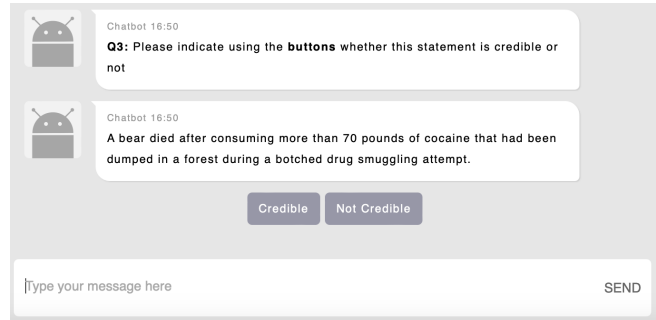 Chatbot 16:50
Q3: Please indicate using the buttons whether this statement is credible or
not
Chatbot 16:50
A bear died after consuming more than 70 pounds of cocaine that had been
dumped in a forest during a botched drug smuggling attempt.
Credible Not Credible
Type your message here SEND